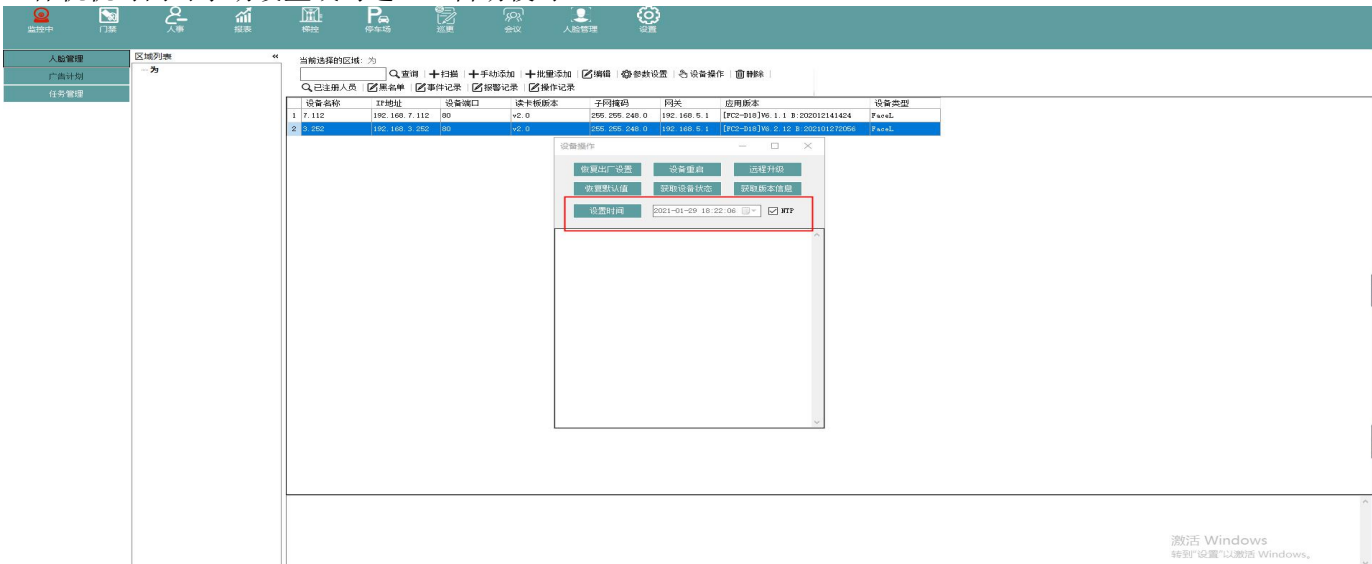 监控中 门禁 人事 报表 梯控 停车场 巡更 会议 人脸管理 设置
人脸管理
广告计划
任务管理
区域列表 «
为
当前选择的区域: 为
查询 扫描 手动添加 批量添加 编辑 参数设置 设备操作 删除
已注册人员 黑名单 事件记录 报警记录 操作记录
设备名称 IP地址 设备端口 读卡板版本 子网掩码 网关 应用版本 设备类型
1 7.112 192.168.7.112 80 v2.0 255.255.248.0 192.168.5.1 [FC2-D18]V6.1.1 B:202012141424 FaceL
2 3.252 192.168.3.252 80 v2.0 255.255.248.0 192.168.5.1 [FC2-D18]V6.2.12 B:202101272056 FaceL
设备操作
恢复出厂设置 设备重启 远程升级
恢复默认值 获取设备状态 获取版本信息
设置时间 2021-01-29 18:22:06 NTP
激活 Windows
转到"设置"以激活 Windows。